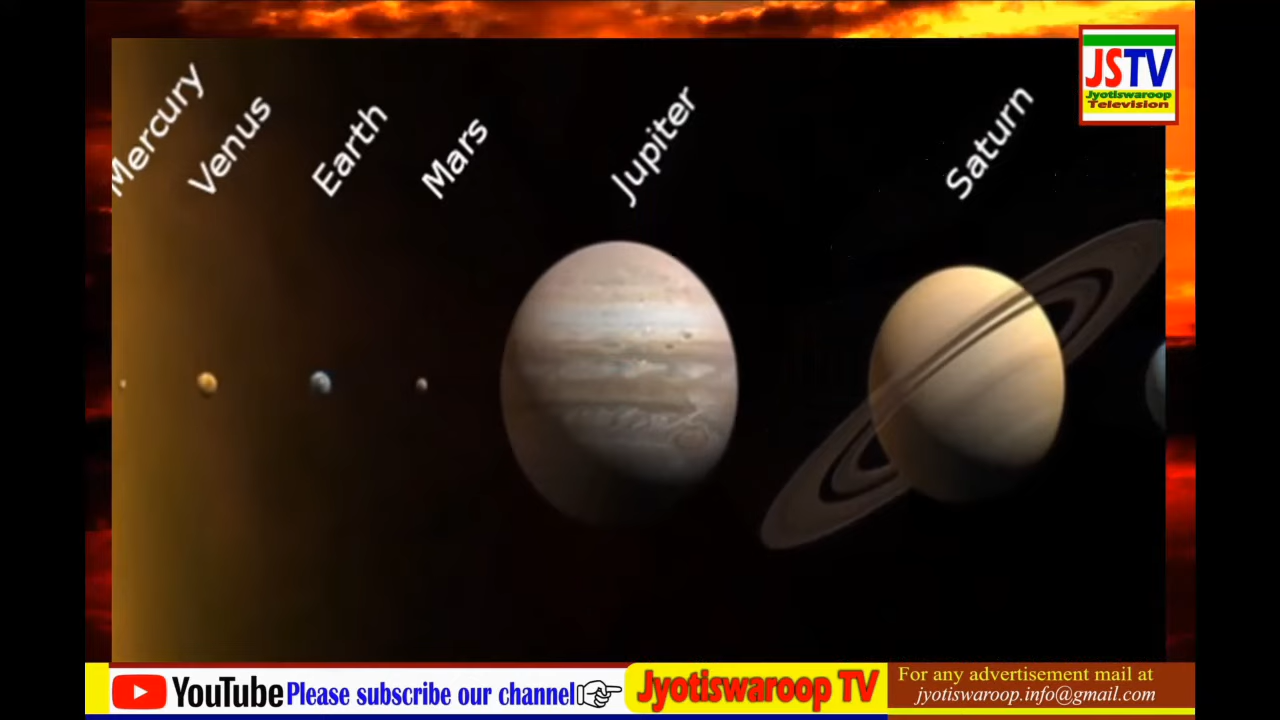 Mercury
Venus
Earth
Mars
Jupiter
Saturn
JSTV
Jyotiswaroop
Television
YouTube Please subscribe our channel
Jyotiswaroop TV
For any advertisement mail at
jyotiswaroop.info@gmail.com